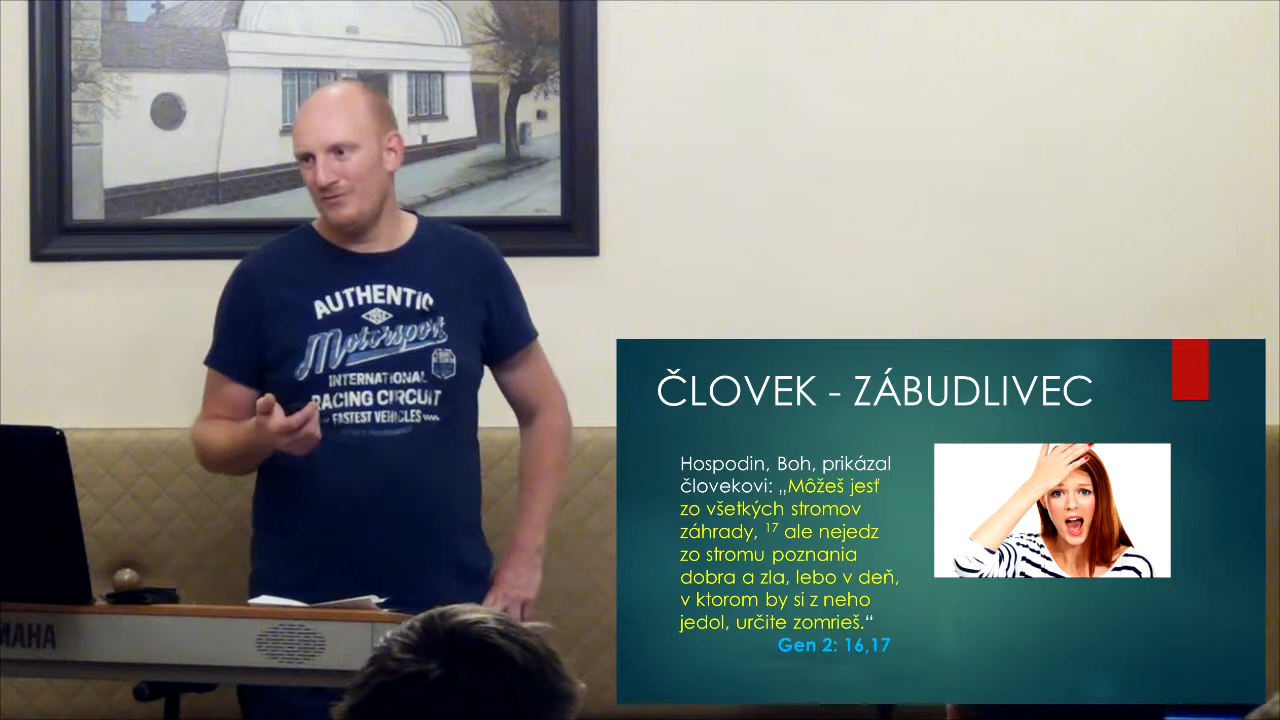 AUTHENTIC
Motorsport
INTERNATIONAL
RACING CIRCUIT
FASTEST VEHICLES
AMAHA
ČLOVEK - ZÁBUDLIVEC
Hospodin, Boh, prikázal
človekovi: „Môžeš jesť
zo všetkých stromov
záhrady, 17 ale nejedz
zo stromu poznania
dobra a zla, lebo v deň,
v ktorom by si z neho
jedol, určite zomrieš.“
Gen 2: 16,17